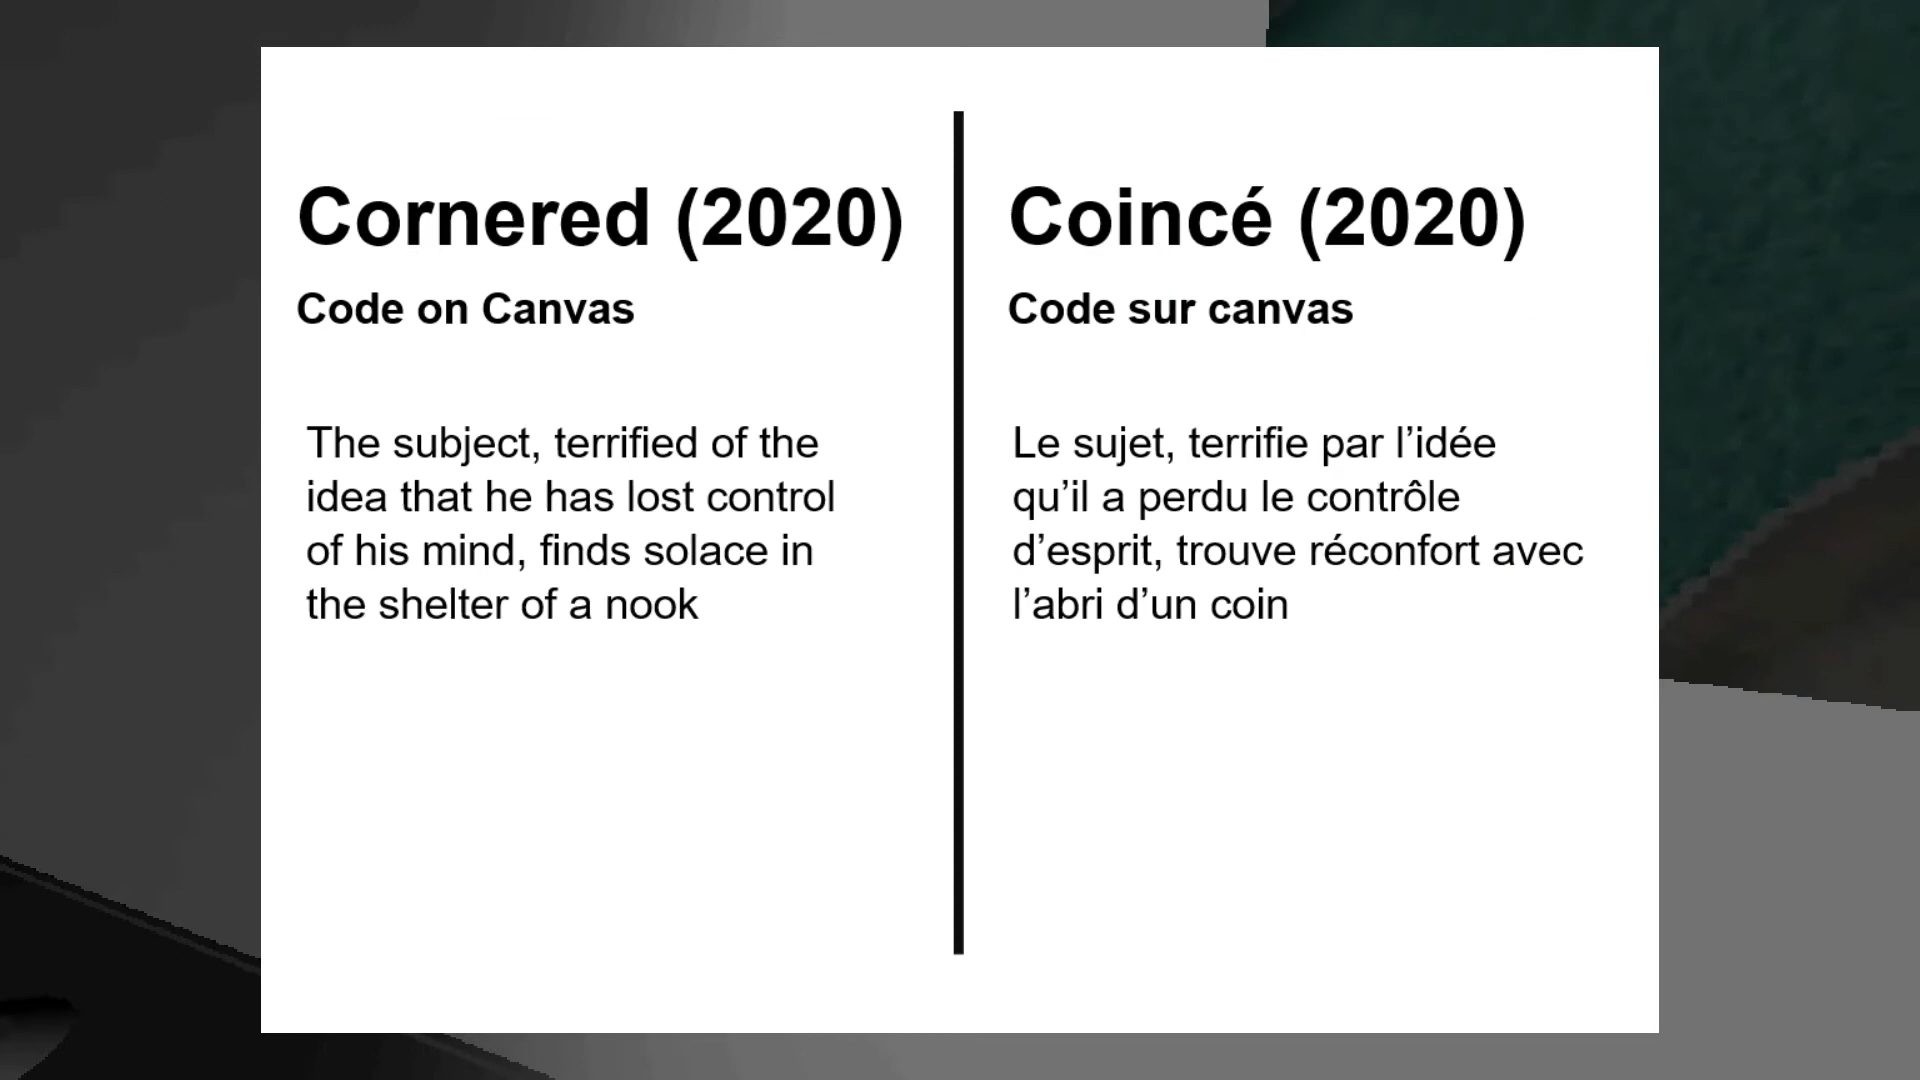 Cornered (2020)
Code on Canvas
The subject, terrified of the
idea that he has lost control
of his mind, finds solace in
the shelter of a nook
Coincé (2020)
Code sur canvas
Le sujet, terrifie par l’idée
qu’il a perdu le contrôle
d’esprit, trouve réconfort avec
l’abri d’un coin